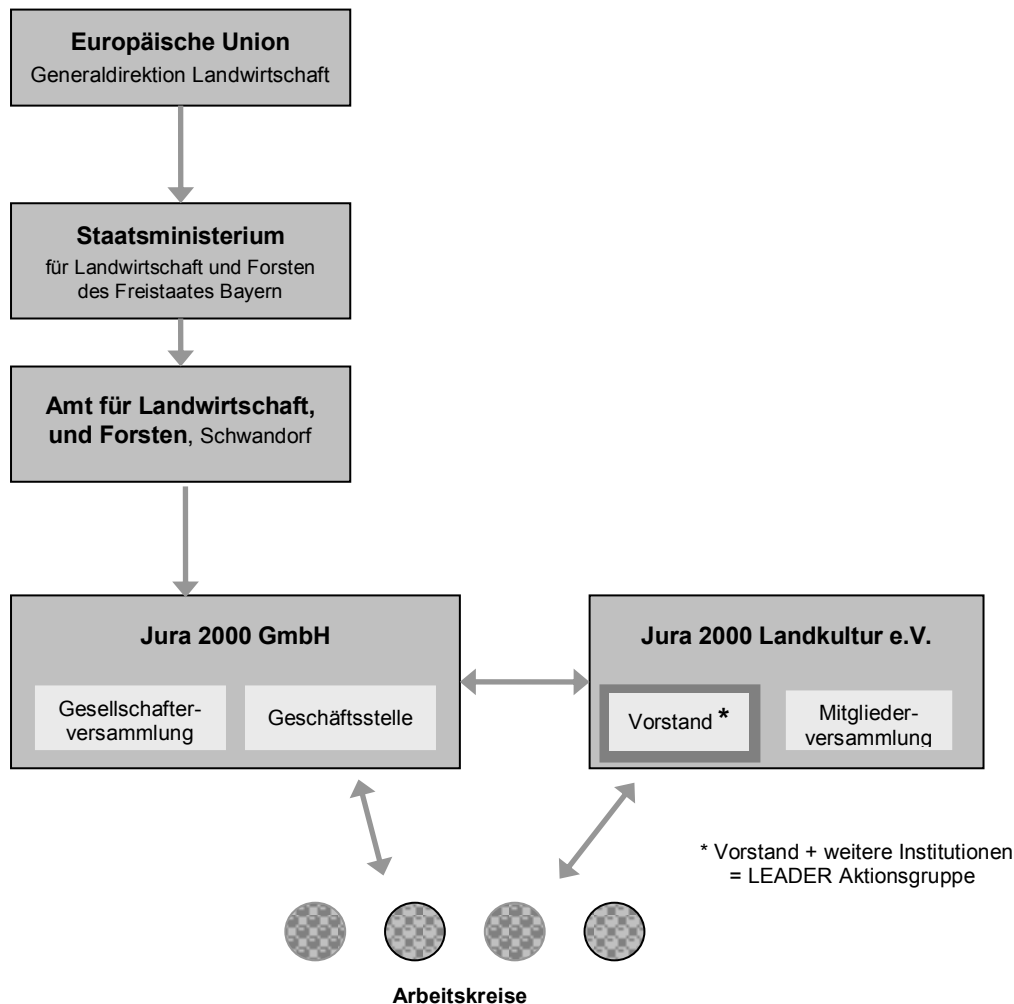 Europäische Union
Generaldirektion Landwirtschaft
Staatsministerium
für Landwirtschaft und Forsten
des Freistaates Bayern
Amt für Landwirtschaft,
und Forsten, Schwandorf
Jura 2000 GmbH
Gesellschafter-
versammlung
Geschäftsstelle
Jura 2000 Landkultur e.V.
Vorstand *
Mitglieder-
versammlung
* Vorstand + weitere Institutionen
= LEADER Aktionsgruppe
Arbeitskreise